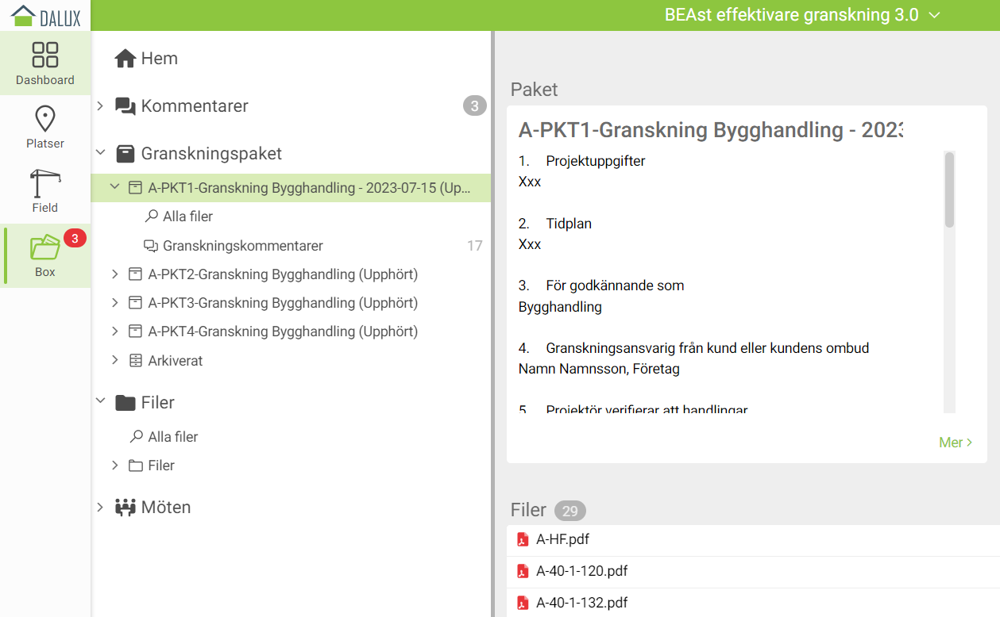 DALUX
BEAst effektivare granskning 3.0
Dashboard
Platser
Field
3
Box
Hem
Kommentarer 3
Granskningspaket
A-PKT1-Granskning Bygghandling - 2023-07-15 (Up...
Alla filer
Granskningskommentarer 17
A-PKT2-Granskning Bygghandling (Upphört)
A-PKT3-Granskning Bygghandling (Upphört)
A-PKT4-Granskning Bygghandling (Upphört)
Arkiverat
Filer
Alla filer
Filer
Möten
Paket
A-PKT1-Granskning Bygghandling - 2023
1. Projektuppgifter
Xxx
2. Tidplan
Xxx
3. För godkännande som
Bygghandling
4. Granskningsansvarig från kund eller kundens ombud
Namn Namnsson, Företag
5. Projektör verifierar att handlingar
Mer >
Filer 29
A-HF.pdf
A-40-1-120.pdf
A-40-1-132.pdf